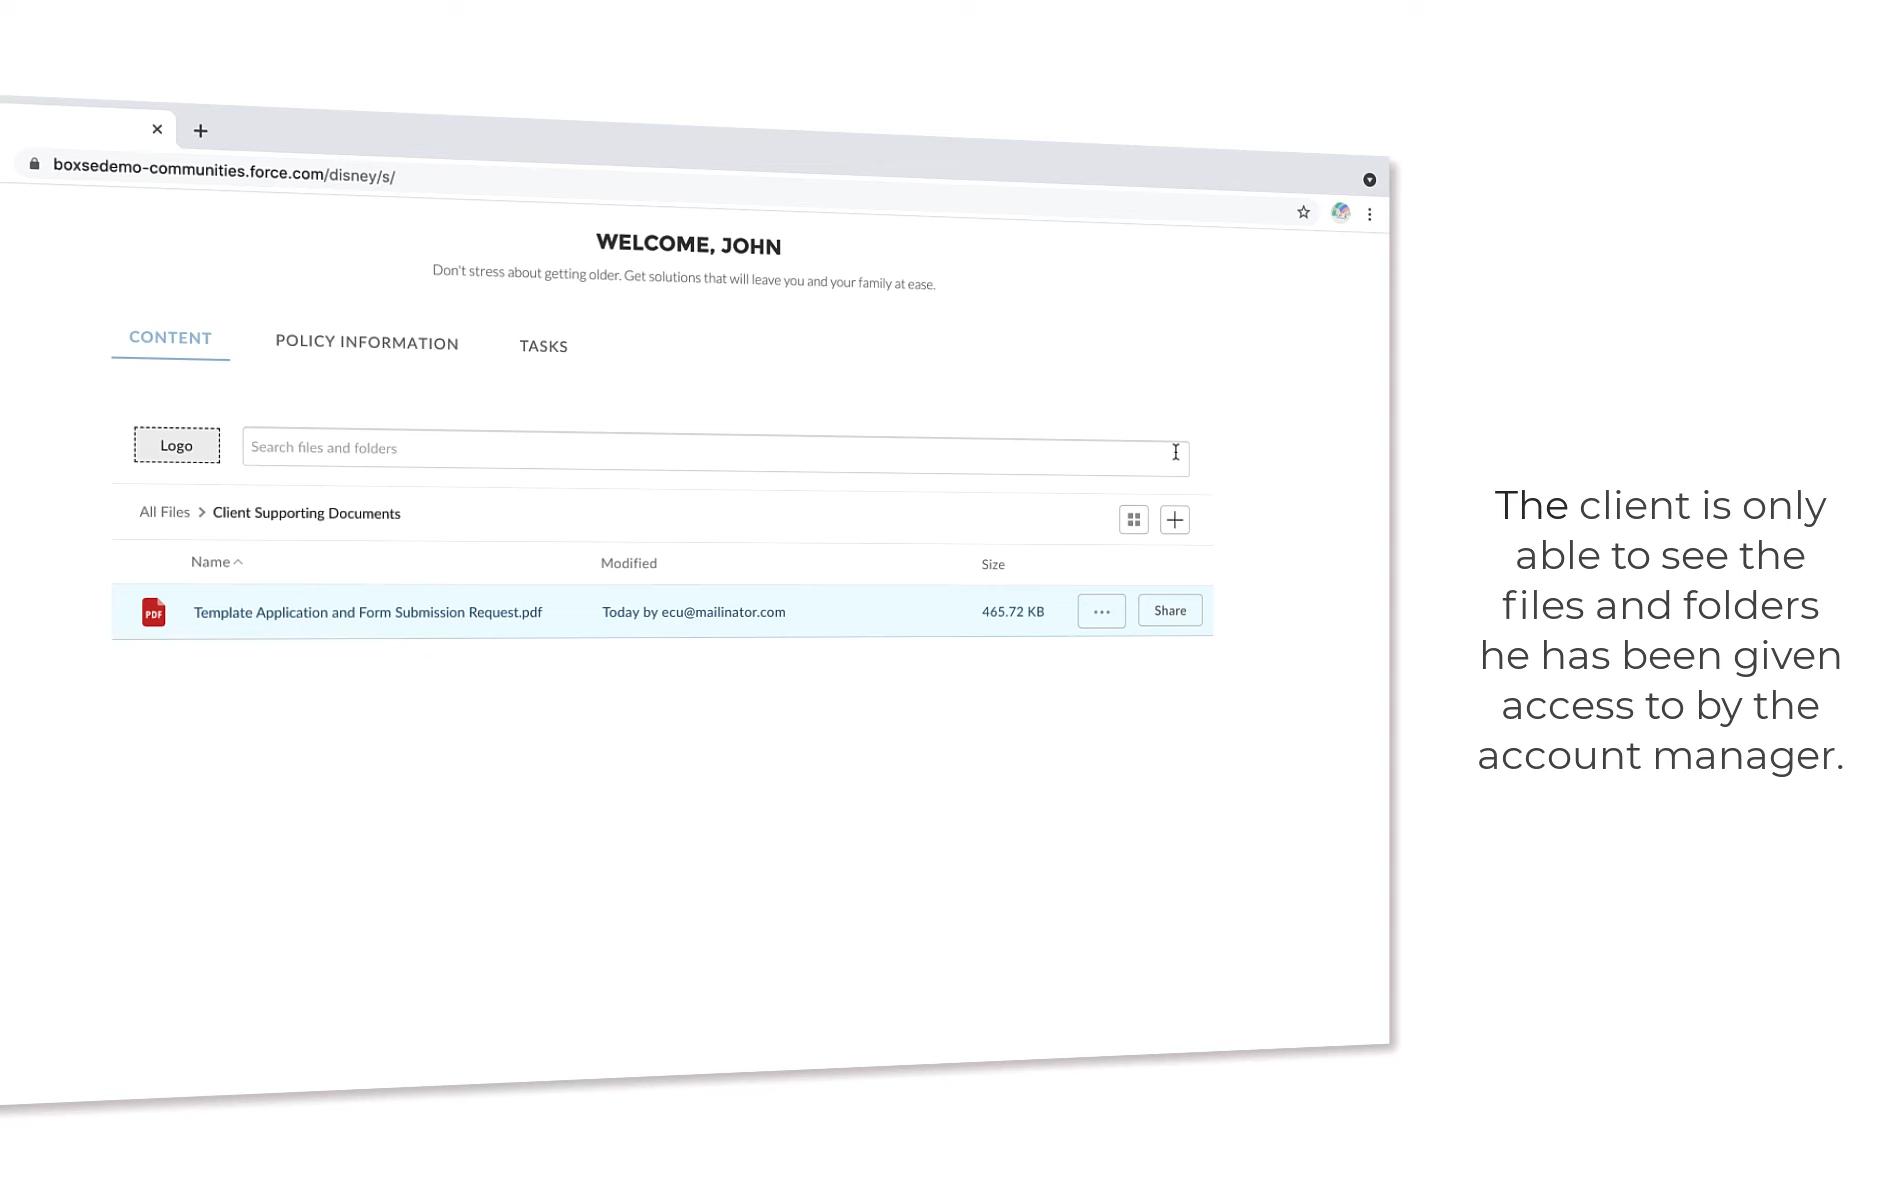 boxsedemo-communities.force.com/disney/s/
WELCOME, JOHN
Don't stress about getting older. Get solutions that will leave you and your family at ease.
CONTENT POLICY INFORMATION TASKS
Logo Search files and folders
All Files > Client Supporting Documents
Name Modified Size
PDF Template Application and Form Submission Request.pdf Today by ecu@mailinator.com 465.72 KB Share
The client is only
able to see the
files and folders
he has been given
access to by the
account manager.